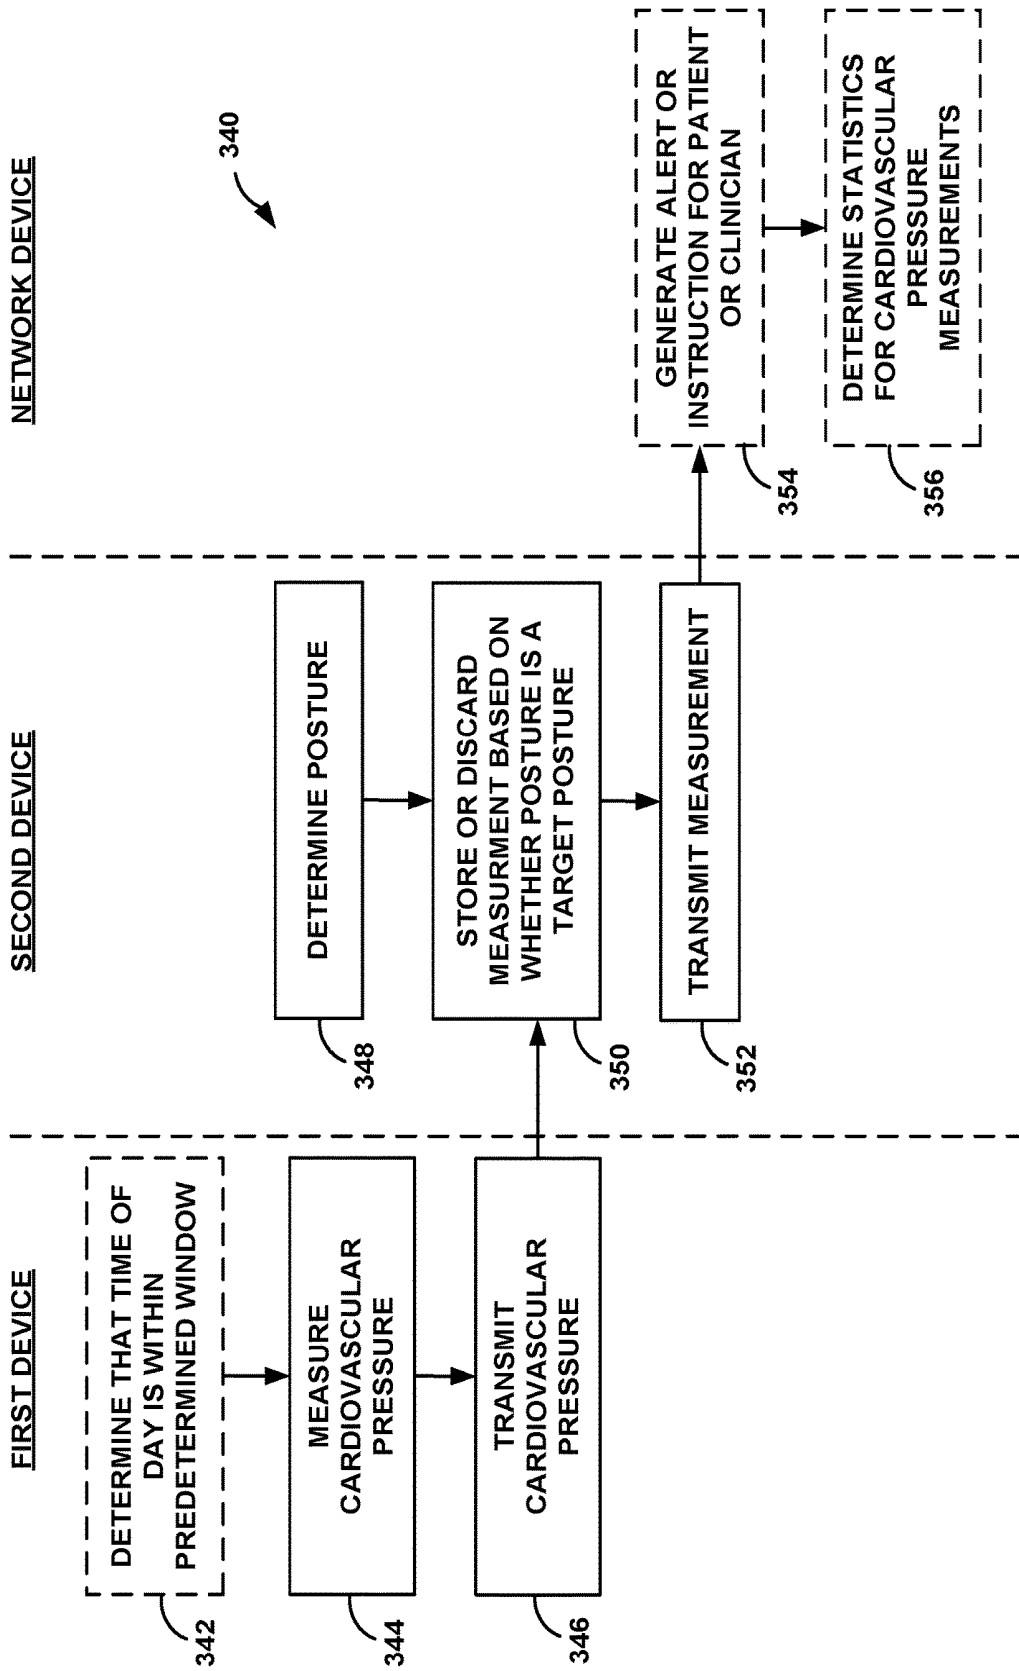 FIRST DEVICE
SECOND DEVICE
NETWORK DEVICE
340
DETERMINE THAT TIME OF
DAY IS WITHIN
PREDETERMINED WINDOW
342
MEASURE
CARDIOVASCULAR
PRESSURE
344
TRANSMIT
CARDIOVASCULAR
PRESSURE
346
DETERMINE POSTURE
348
STORE OR DISCARD
MEASURMENT BASED ON
WHETHER POSTURE IS A
TARGET POSTURE
350
TRANSMIT MEASUREMENT
352
GENERATE ALERT OR
INSTRUCTION FOR PATIENT
OR CLINICIAN
354
DETERMINE STATISTICS
FOR CARDIOVASCULAR
PRESSURE
MEASUREMENTS
356